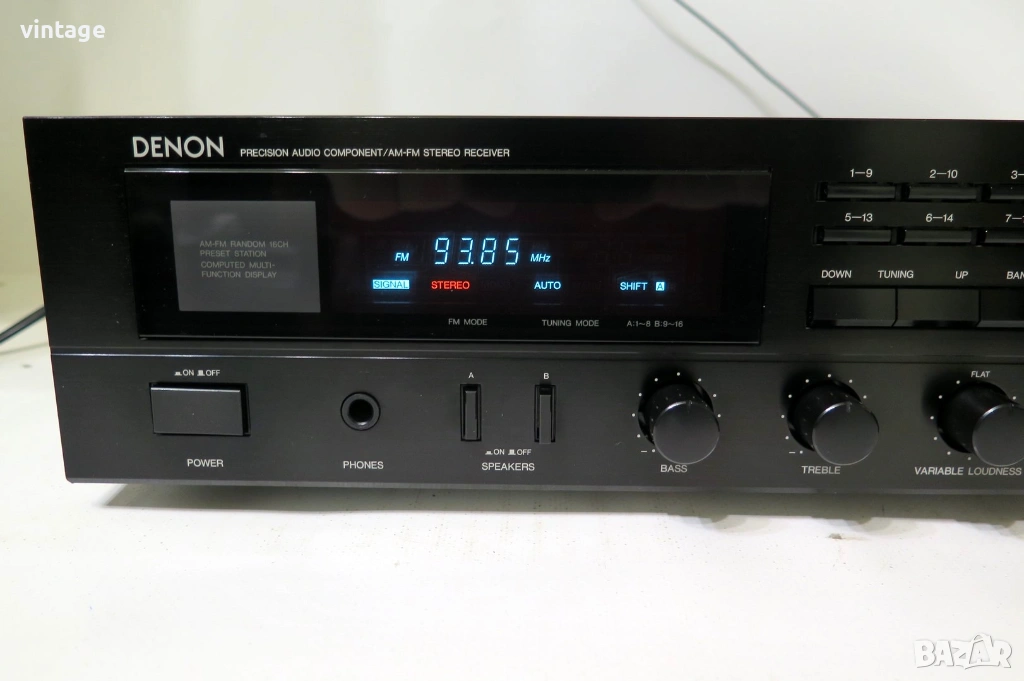 vintage
DENON PRECISION AUDIO COMPONENT/AM-FM STEREO RECEIVER
AM-FM RANDOM 16CH
PRESET STATION
COMPUTED MULTI-
FUNCTION DISPLAY
FM 93.85 MHz
SIGNAL STEREO AUTO SHIFT A
FM MODE TUNING MODE A:1~8 B:9~16
1—9 2—10
5—13 6—14
DOWN TUNING UP
ON OFF
POWER
PHONES
A B
ON OFF
SPEAKERS
BASS
TREBLE
FLAT
VARIABLE LOUDNESS
BAZAR